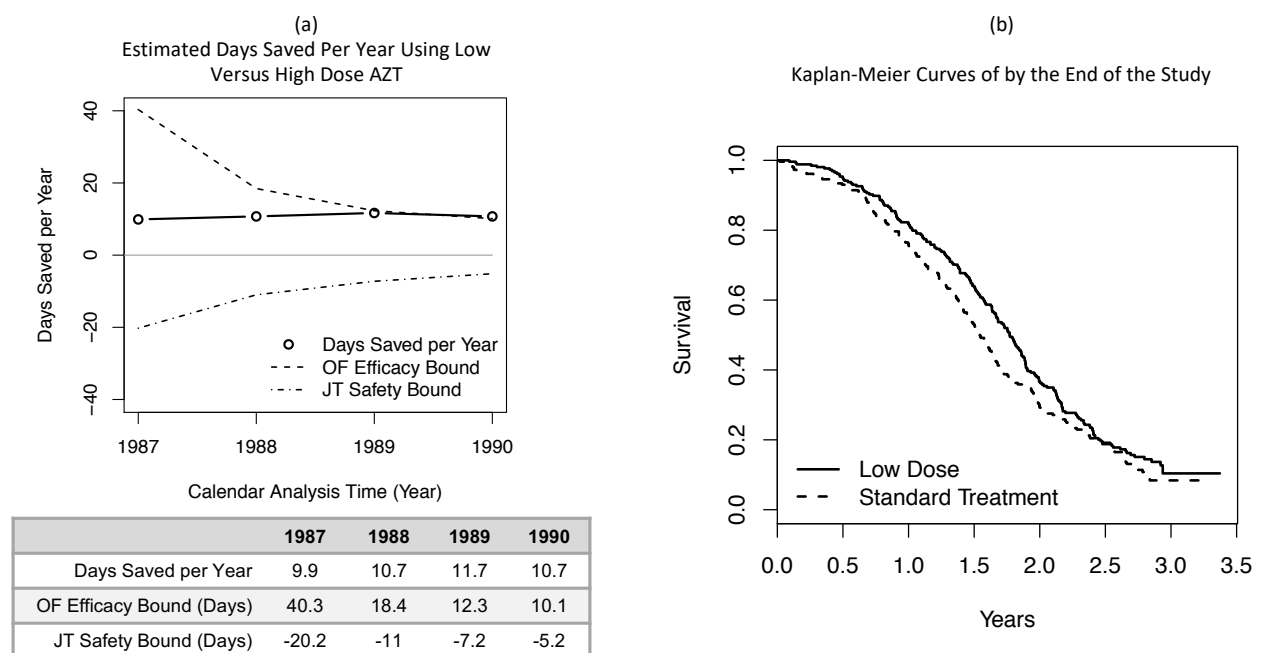 (a)
Estimated Days Saved Per Year Using Low
Versus High Dose AZT
Days Saved per Year
40
20
0
−20
−40
Days Saved per Year
OF Efficacy Bound
JT Safety Bound
1987 1988 1989 1990
Calendar Analysis Time (Year)
1987 1988 1989 1990
Days Saved per Year 9.9 10.7 11.7 10.7
OF Efficacy Bound (Days) 40.3 18.4 12.3 10.1
JT Safety Bound (Days) -20.2 -11 -7.2 -5.2
(b)
Kaplan-Meier Curves of by the End of the Study
Survival
1.0
0.8
0.6
0.4
0.2
0.0
Low Dose
Standard Treatment
0.0 0.5 1.0 1.5 2.0 2.5 3.0 3.5
Years